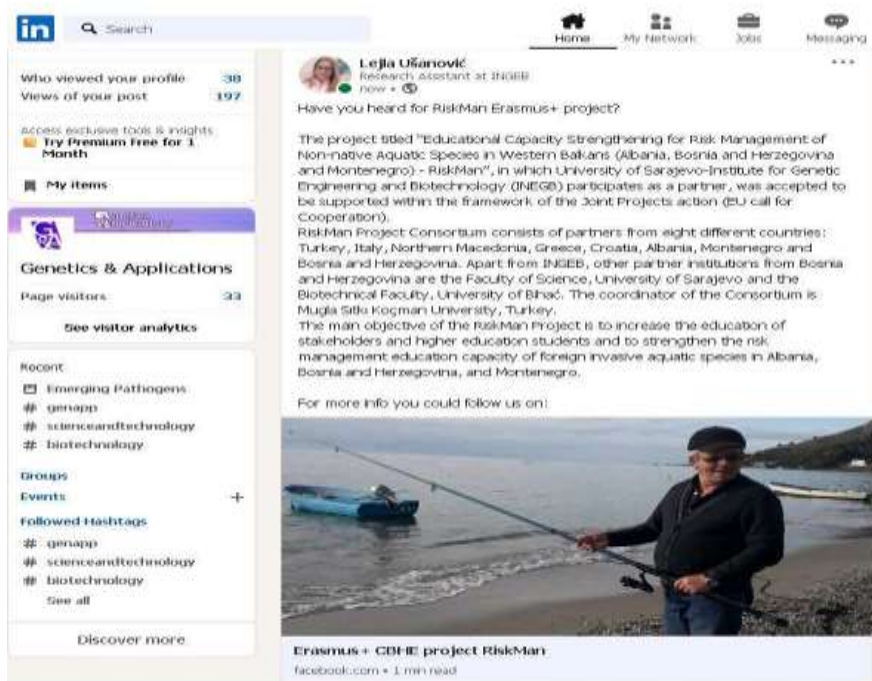 in
Search
Home
My Network
Jobs
Messaging
Who viewed your profile 38
Views of your post 197
Access exclusive tools & insights
Try Premium Free for 1
Month
My items
Genetics & Applications
Page visitors 33
See visitor analytics
Recent
Emerging Pathogens
# genapp
# scienceandtechnology
# biotechnology
Groups
Events +
Followed Hashtags
# genapp
# scienceandtechnology
# biotechnology
See all
Discover more
Lejla Ušanović
Research Assistant at INGEB
now •
Have you heard for RiskMan Erasmus+ project?
The project titled "Educational Capacity Strengthening for Risk Management of
Non-native Aquatic Species in Western Balkans (Albania, Bosnia and Herzegovina
and Montenegro) - RiskMan", in which University of Sarajevo-Institute for Genetic
Engineering and Biotechnology (INEGB) participates as a partner, was accepted to
be supported within the framework of the Joint Projects action (EU call for
Cooperation).
RiskMan Project Consortium consists of partners from eight different countries:
Turkey, Italy, Northern Macedonia, Greece, Croatia, Albania, Montenegro and
Bosnia and Herzegovina. Apart from INGEB, other partner institutions from Bosnia
and Herzegovina are the Faculty of Science, University of Sarajevo and the
Biotechnical Faculty, University of Bihać. The coordinator of the Consortium is
Mugla Sitki Koçman University, Turkey.
The main objective of the RiskMan Project is to increase the education of
stakeholders and higher education students and to strengthen the risk
management education capacity of foreign invasive aquatic species in Albania,
Bosnia and Herzegovina, and Montenegro.
For more info you could follow us on:
Erasmus+ CBHE project RiskMan
facebook.com • 1 min read